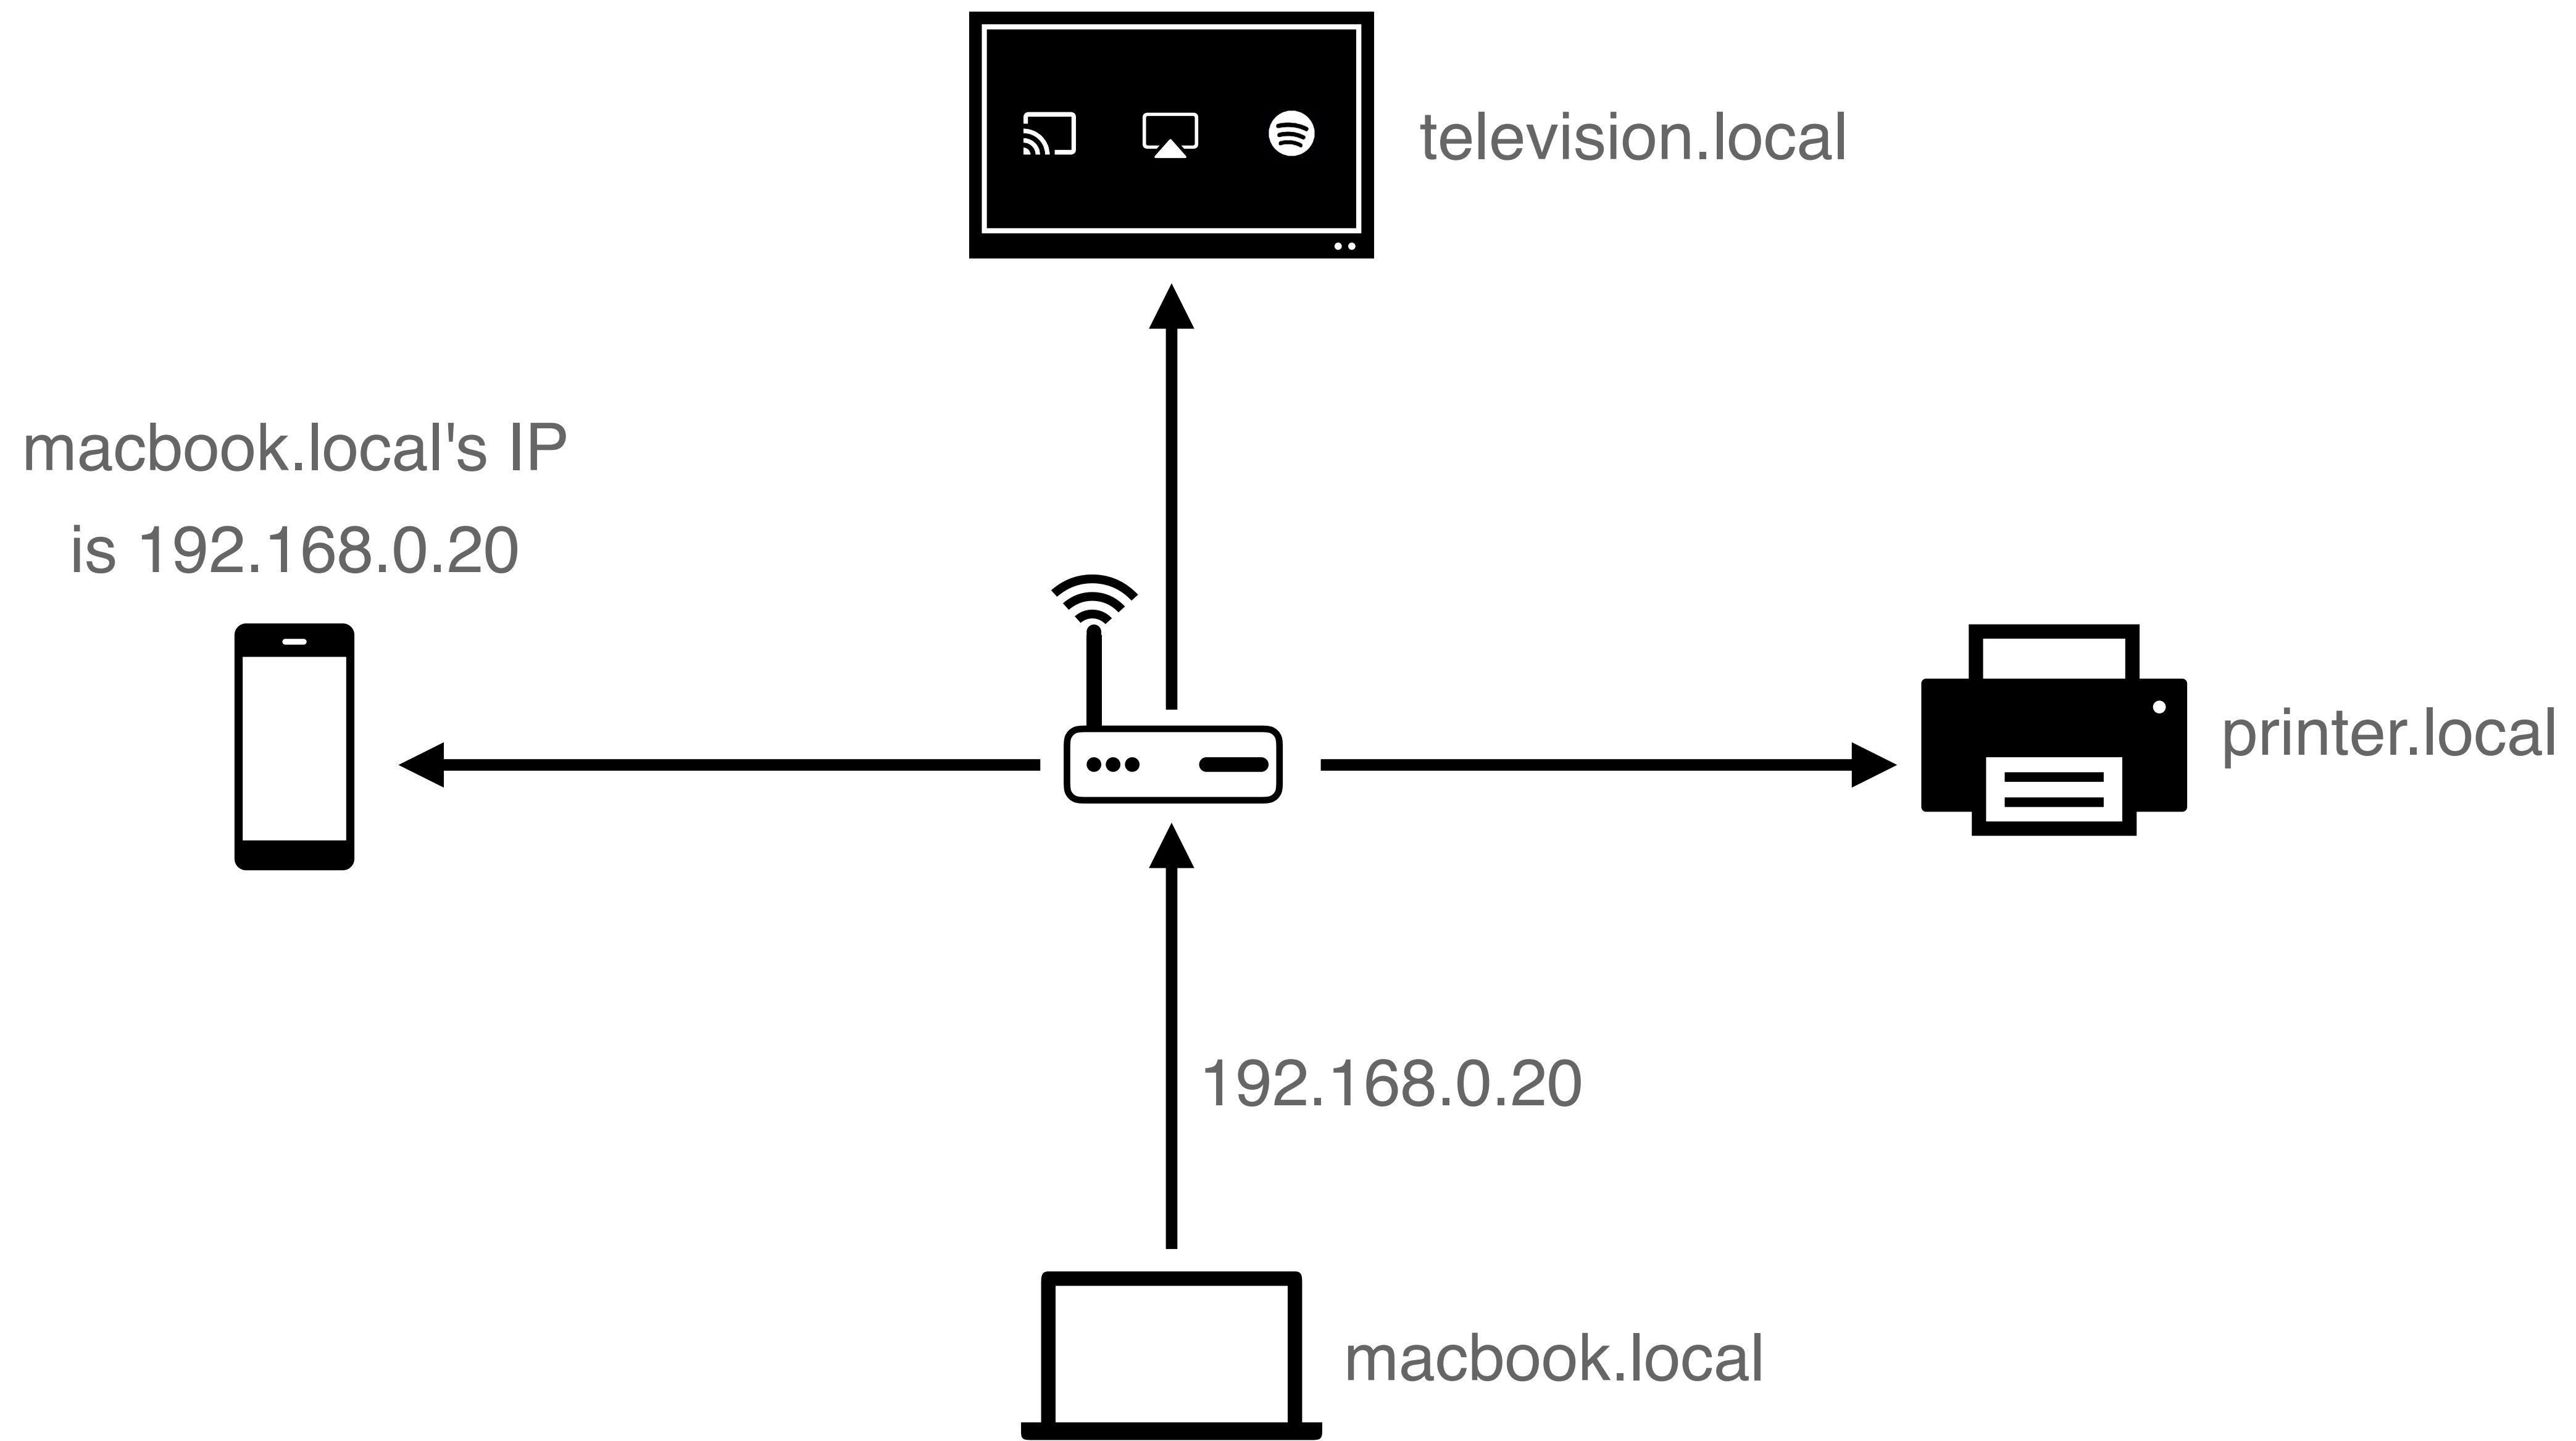 television.local
macbook.local's IP
is 192.168.0.20
printer.local
192.168.0.20
macbook.local